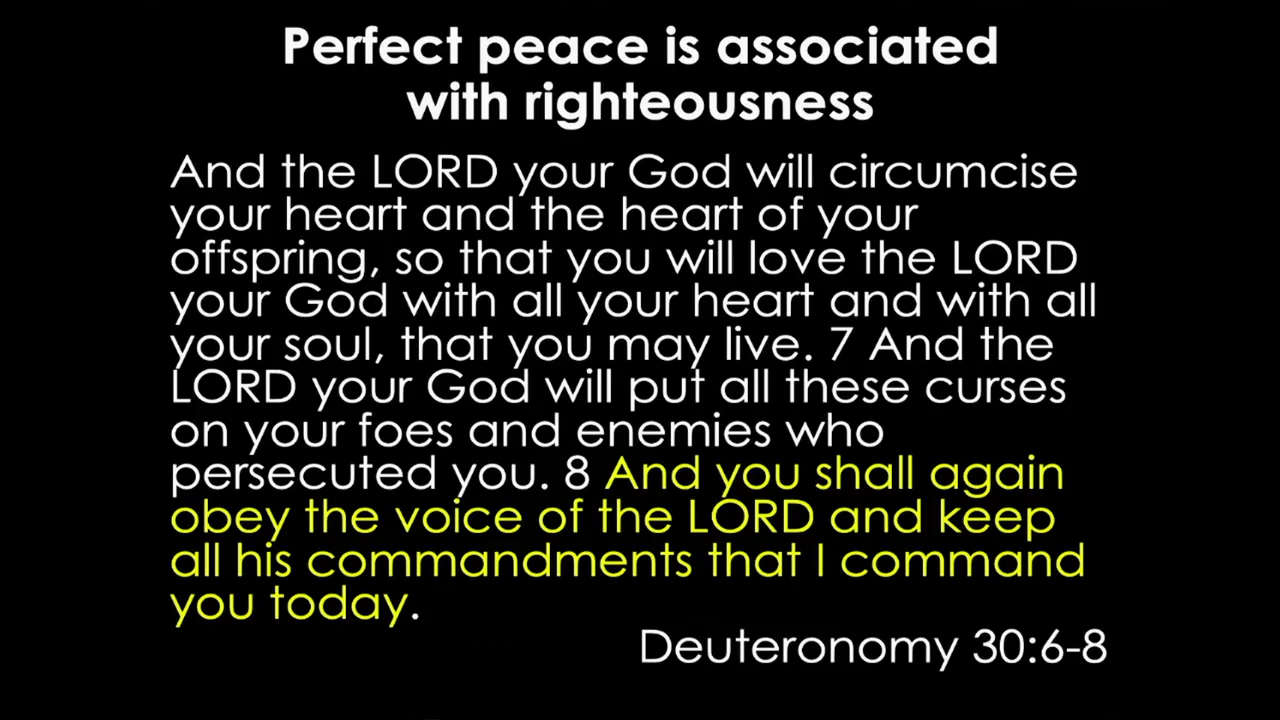 Perfect peace is associated
with righteousness
And the LORD your God will circumcise
your heart and the heart of your
offspring, so that you will love the LORD
your God with all your heart and with all
your soul, that you may live. 7 And the
LORD your God will put all these curses
on your foes and enemies who
persecuted you. 8 And you shall again
obey the voice of the LORD and keep
all his commandments that I command
you today.
Deuteronomy 30:6-8